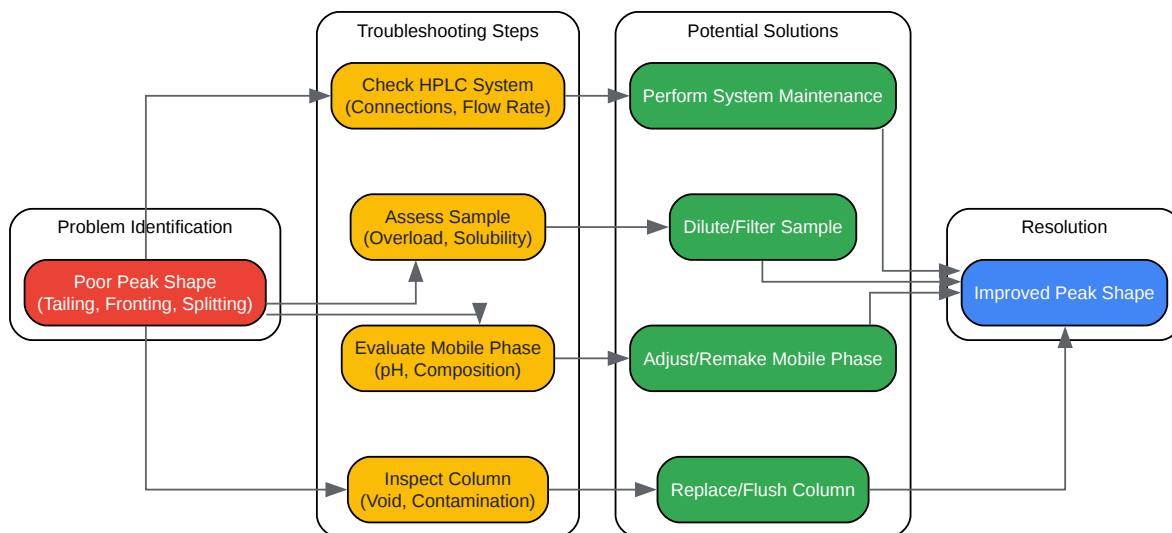 Problem Identification
Poor Peak Shape
(Tailing, Fronting, Splitting)
Troubleshooting Steps
Check HPLC System
(Connections, Flow Rate)
Assess Sample
(Overload, Solubility)
Evaluate Mobile Phase
(pH, Composition)
Inspect Column
(Void, Contamination)
Potential Solutions
Perform System Maintenance
Dilute/Filter Sample
Adjust/Remake Mobile Phase
Replace/Flush Column
Resolution
Improved Peak Shape